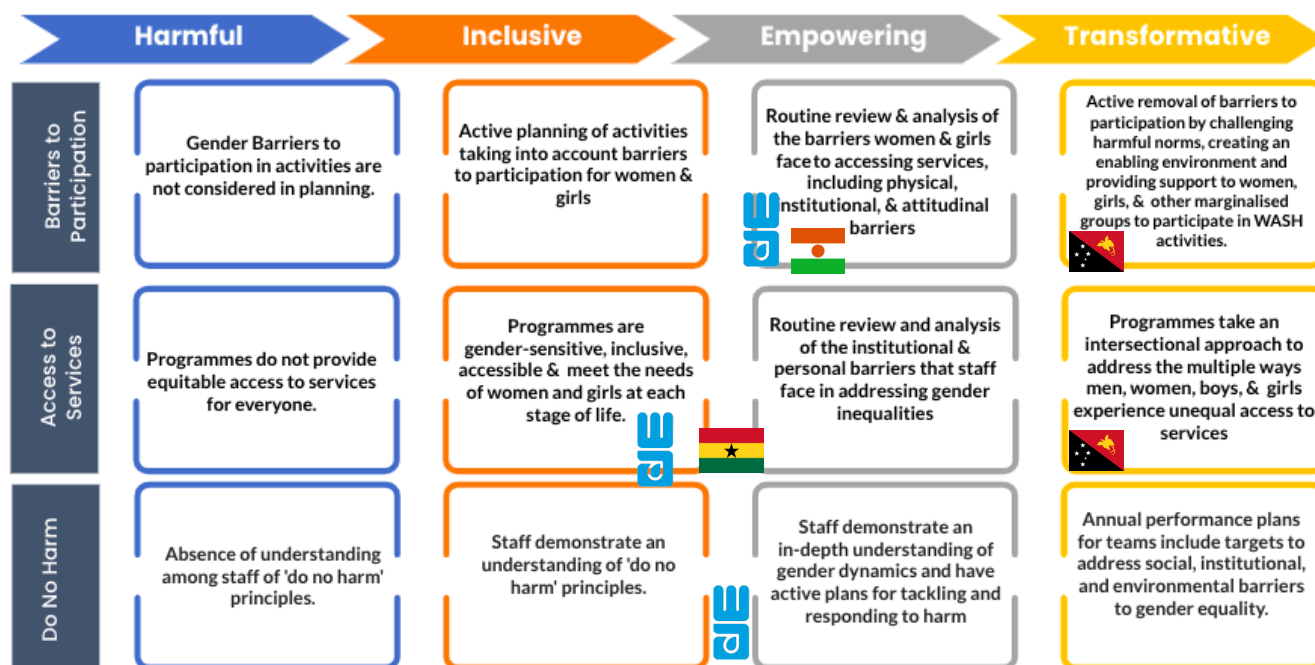 Harmful
Inclusive
Empowering
Transformative
Barriers to
Participation
Gender Barriers to
participation in activities are
not considered in planning.
Active planning of activities
taking into account barriers
to participation for women &
girls
Routine review & analysis of
the barriers women & girls
face to accessing services,
including physical,
institutional, & attitudinal
barriers
Active removal of barriers to
participation by challenging
harmful norms, creating an
enabling environment and
providing support to women,
girls, & other marginalised
groups to participate in WASH
activities.
Access to
Services
Programmes do not provide
equitable access to services
for everyone.
Programmes are
gender-sensitive, inclusive,
accessible & meet the needs
of women and girls at each
stage of life.
Routine review and analysis
of the institutional &
personal barriers that staff
face in addressing gender
inequalities
Programmes take an
intersectional approach to
address the multiple ways
men, women, boys, & girls
experience unequal access to
services
Do No Harm
Absence of understanding
among staff of 'do no harm'
principles.
Staff demonstrate an
understanding of 'do no
harm' principles.
Staff demonstrate an
in-depth understanding of
gender dynamics and have
active plans for tackling and
responding to harm
Annual performance plans
for teams include targets to
address social, institutional,
and environmental barriers
to gender equality.